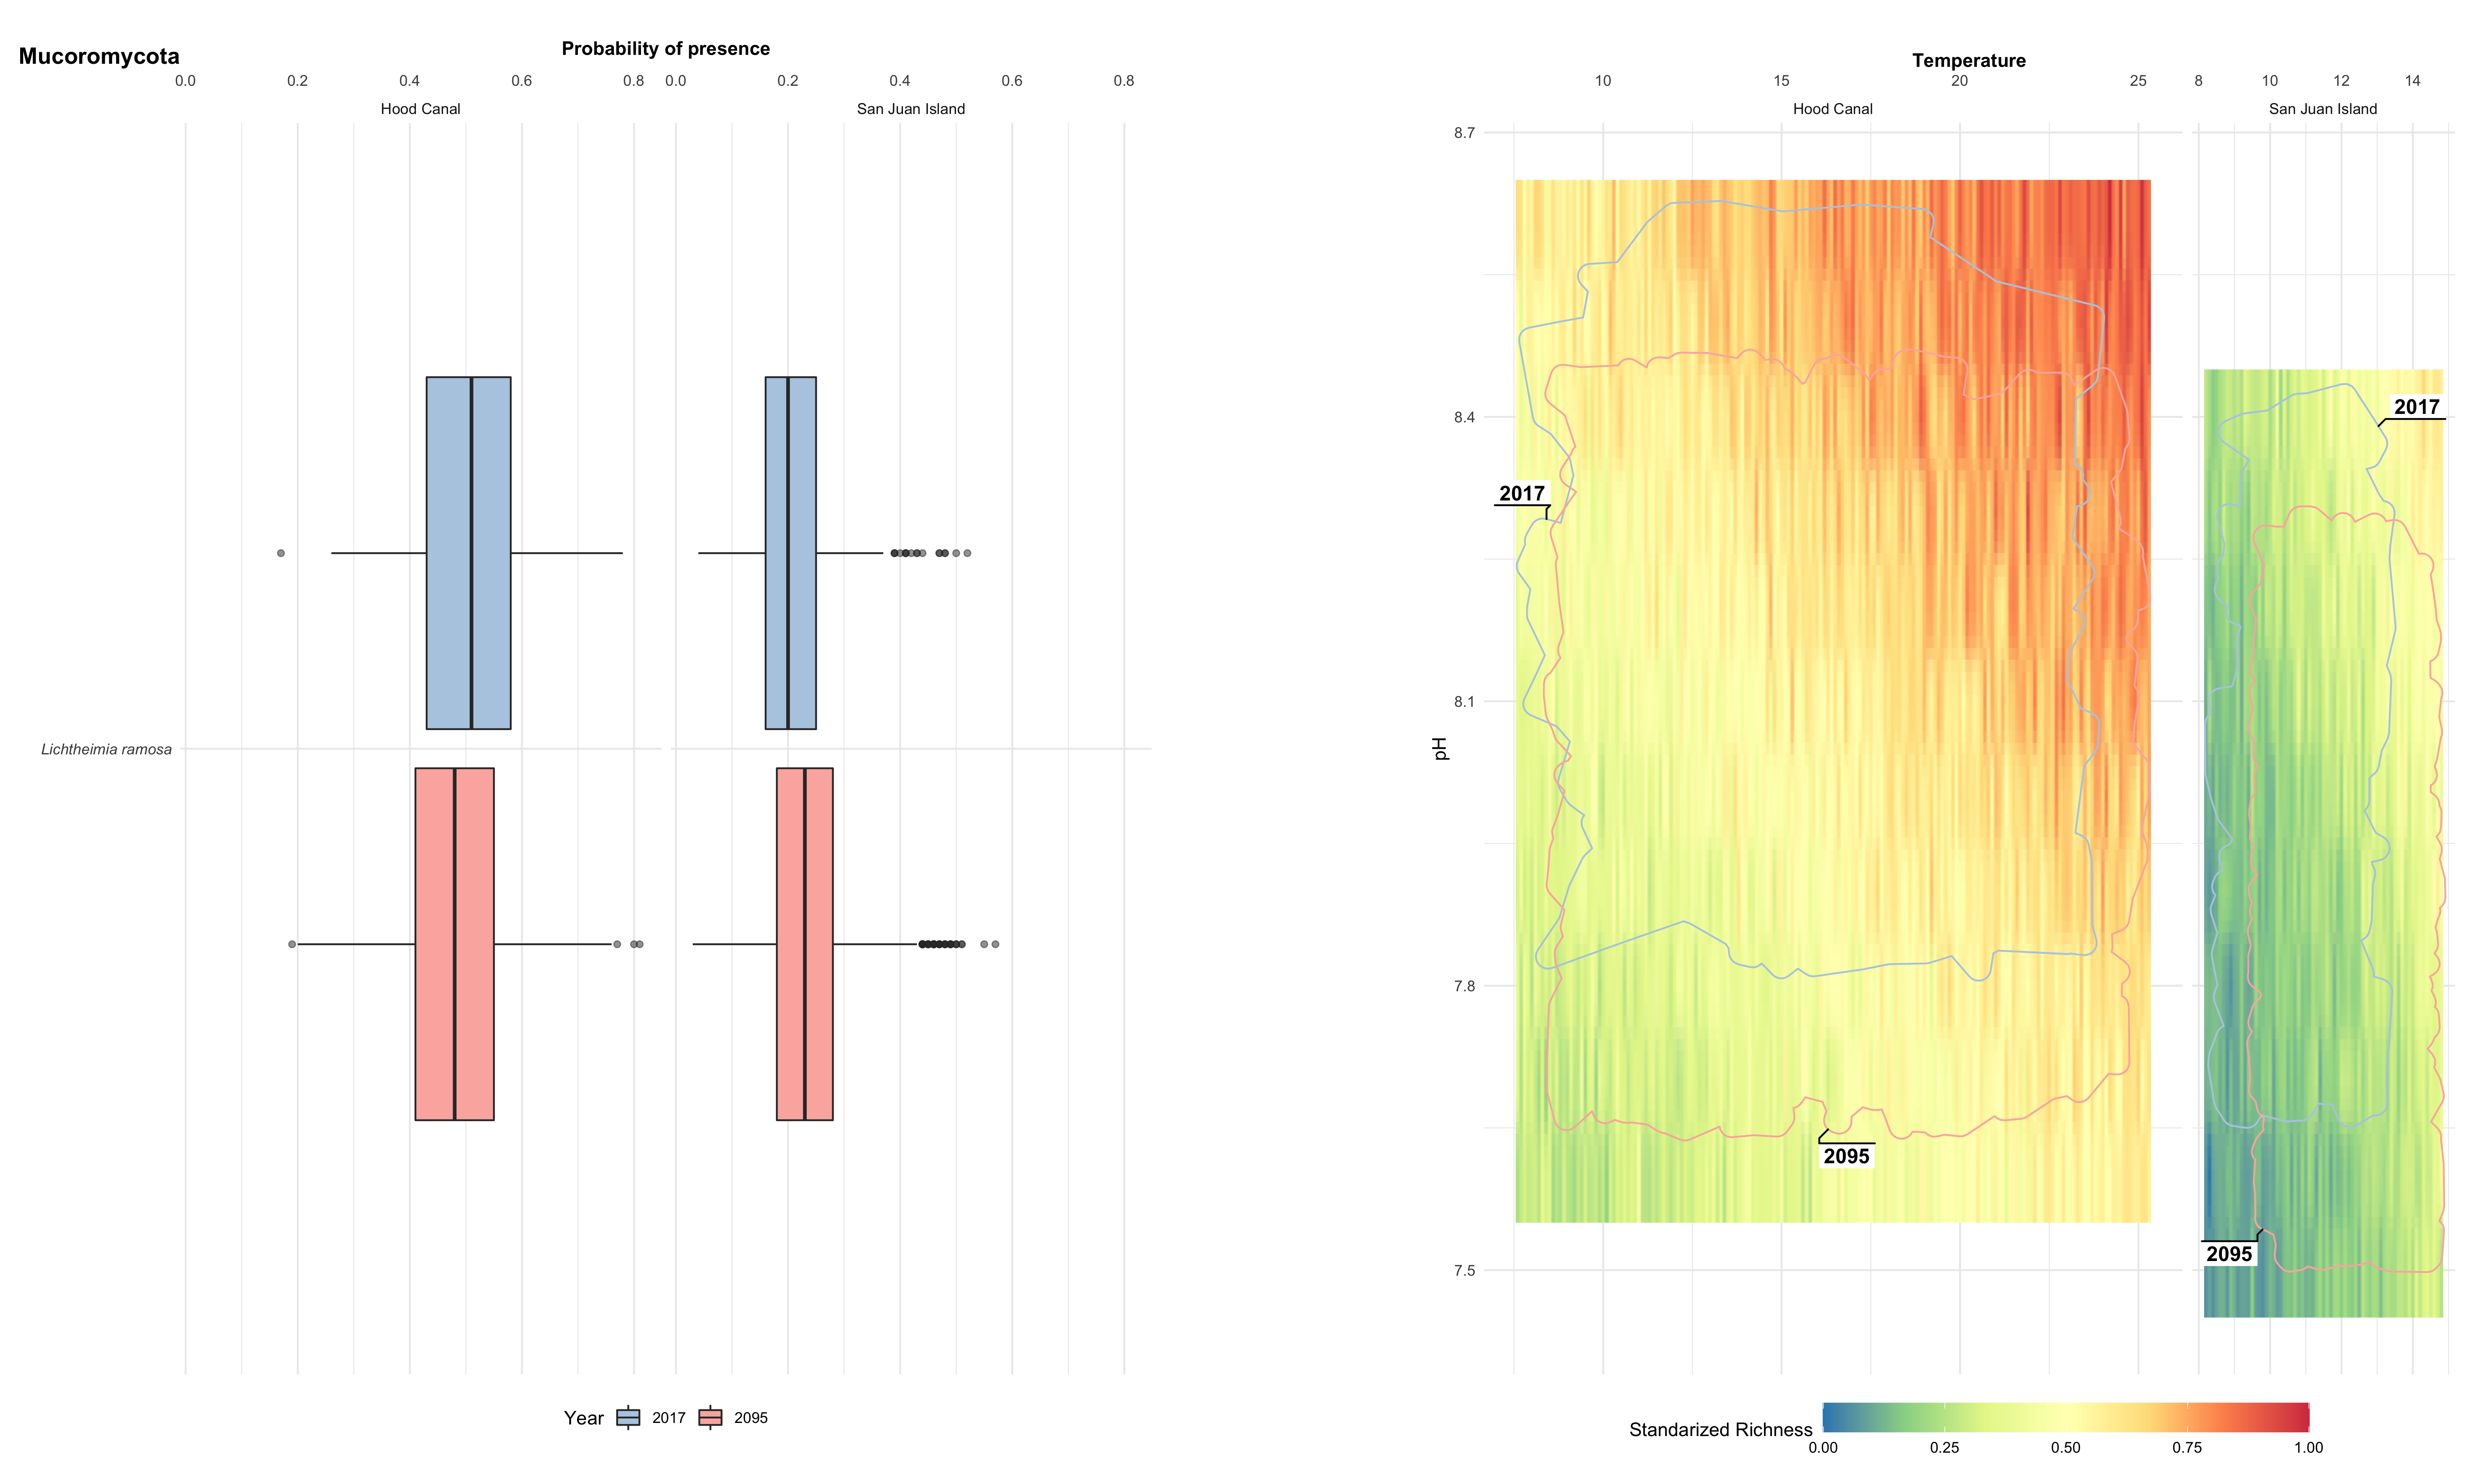 Mucoromycota
Probability of presence
0.0 0.2 0.4 0.6 0.8 0.0 0.2 0.4 0.6 0.8
Hood Canal San Juan Island
Lichtheimia ramosa
Year 2017 2095
Temperature
10 15 20 25 8 10 12 14
Hood Canal San Juan Island
8.7
8.4
8.1
7.8
7.5
pH
2017
2017
2095
2095
Standarized Richness
0.00 0.25 0.50 0.75 1.00